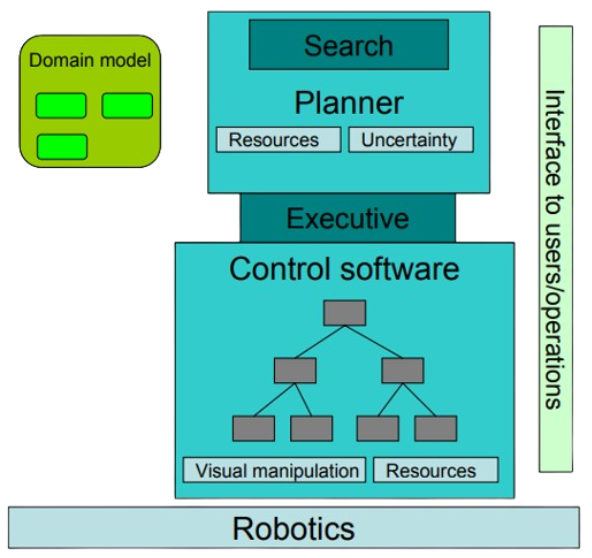 Domain model
Search
Planner
Resources
Uncertainty
Executive
Control software
Visual manipulation
Resources
Interface to users/operations
Robotics